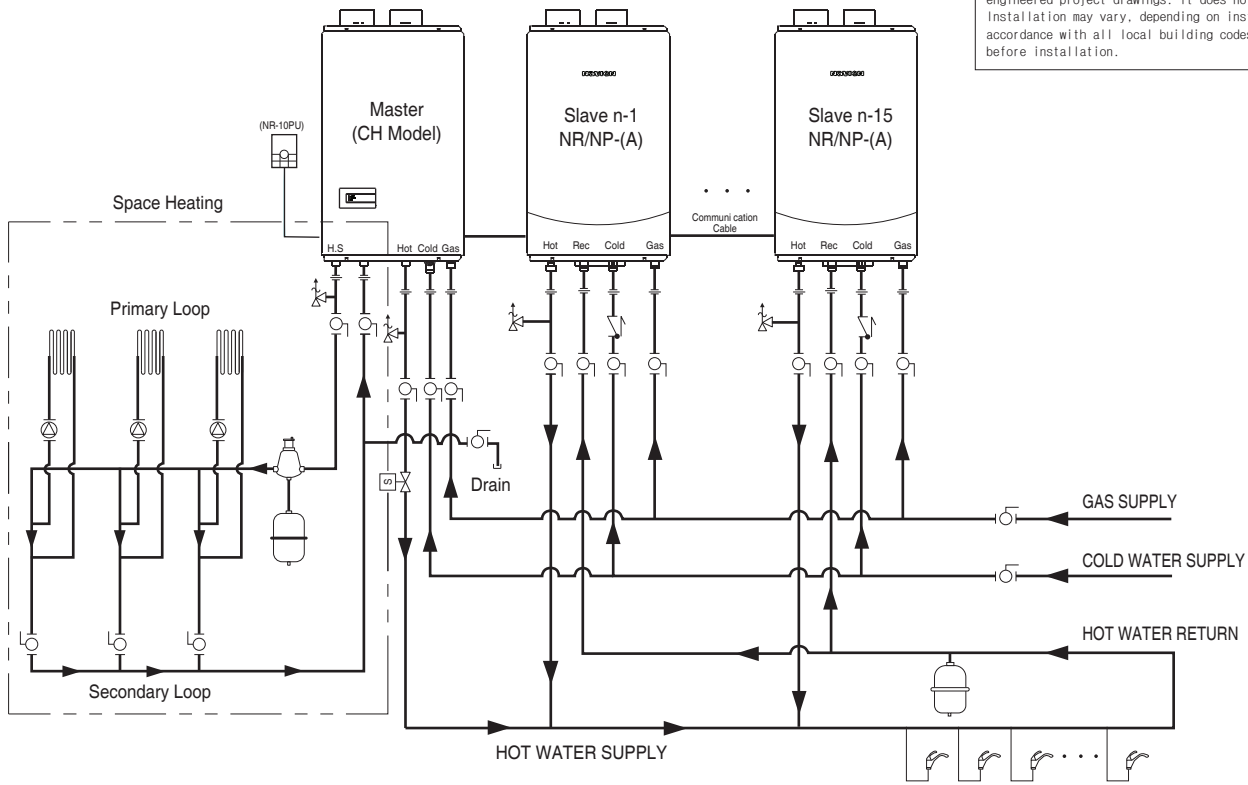 engineered project drawings. It does not
Installation may vary, depending on ins
accordance with all local building codes
before installation.
(NR-10PU)
Master
(CH Model)
Slave n-1
NR/NP-(A)
Slave n-15
NR/NP-(A)
. . .
Communi cation
Cable
Space Heating
H.S
Hot Cold Gas
Hot Rec Cold Gas
Hot Rec Cold Gas
Primary Loop
S
Drain
GAS SUPPLY
COLD WATER SUPPLY
HOT WATER RETURN
Secondary Loop
HOT WATER SUPPLY
. . .